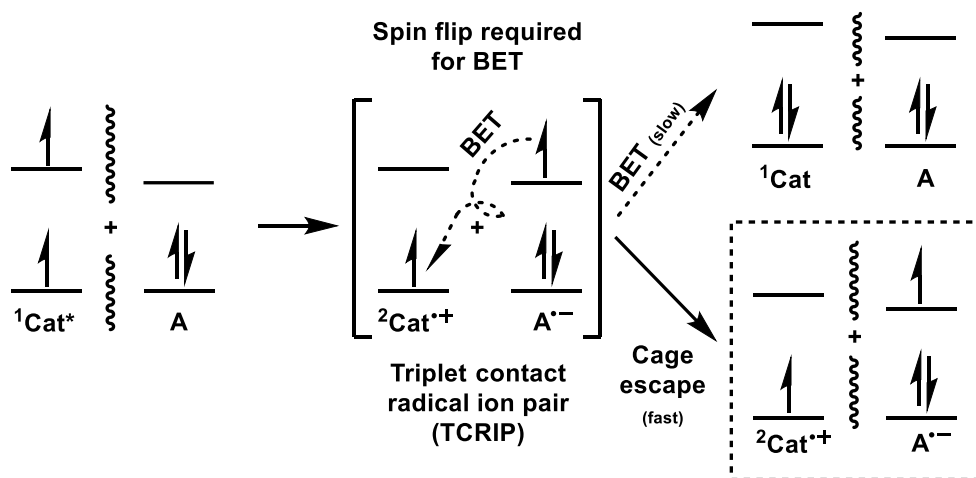 Spin flip required
for BET
BET
+
+
¹Cat*
A
²Cat•+
A•−
Triplet contact
radical ion pair
(TCRIP)
BET (slow)
Cage
escape
(fast)
+
¹Cat
A
+
²Cat•+
A•−